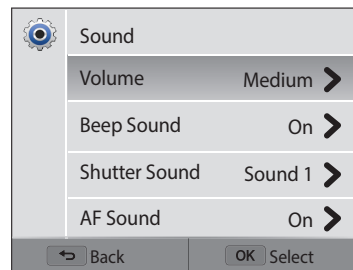 Sound
Volume Medium
Beep Sound On
Shutter Sound Sound 1
AF Sound On
Back OK Select